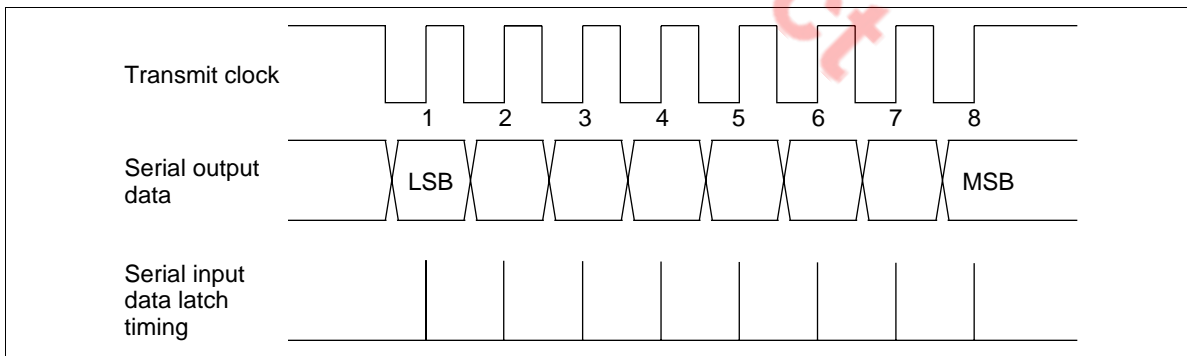 ct
Transmit clock
1 2 3 4 5 6 7 8
Serial output
data
LSB
MSB
Serial input
data latch
timing